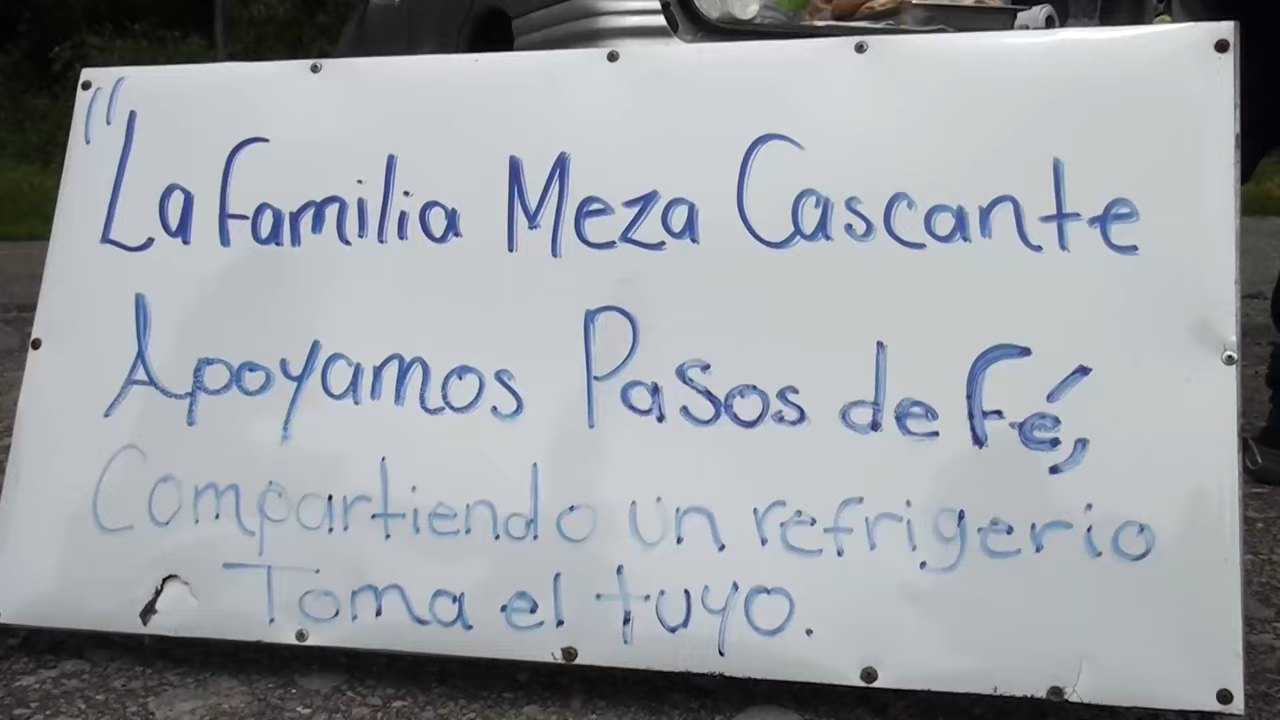 "La familia Meza Cascante
Apoyamos Pasos de Fé,
Compartiendo un refrigerio
Toma el tuyo.